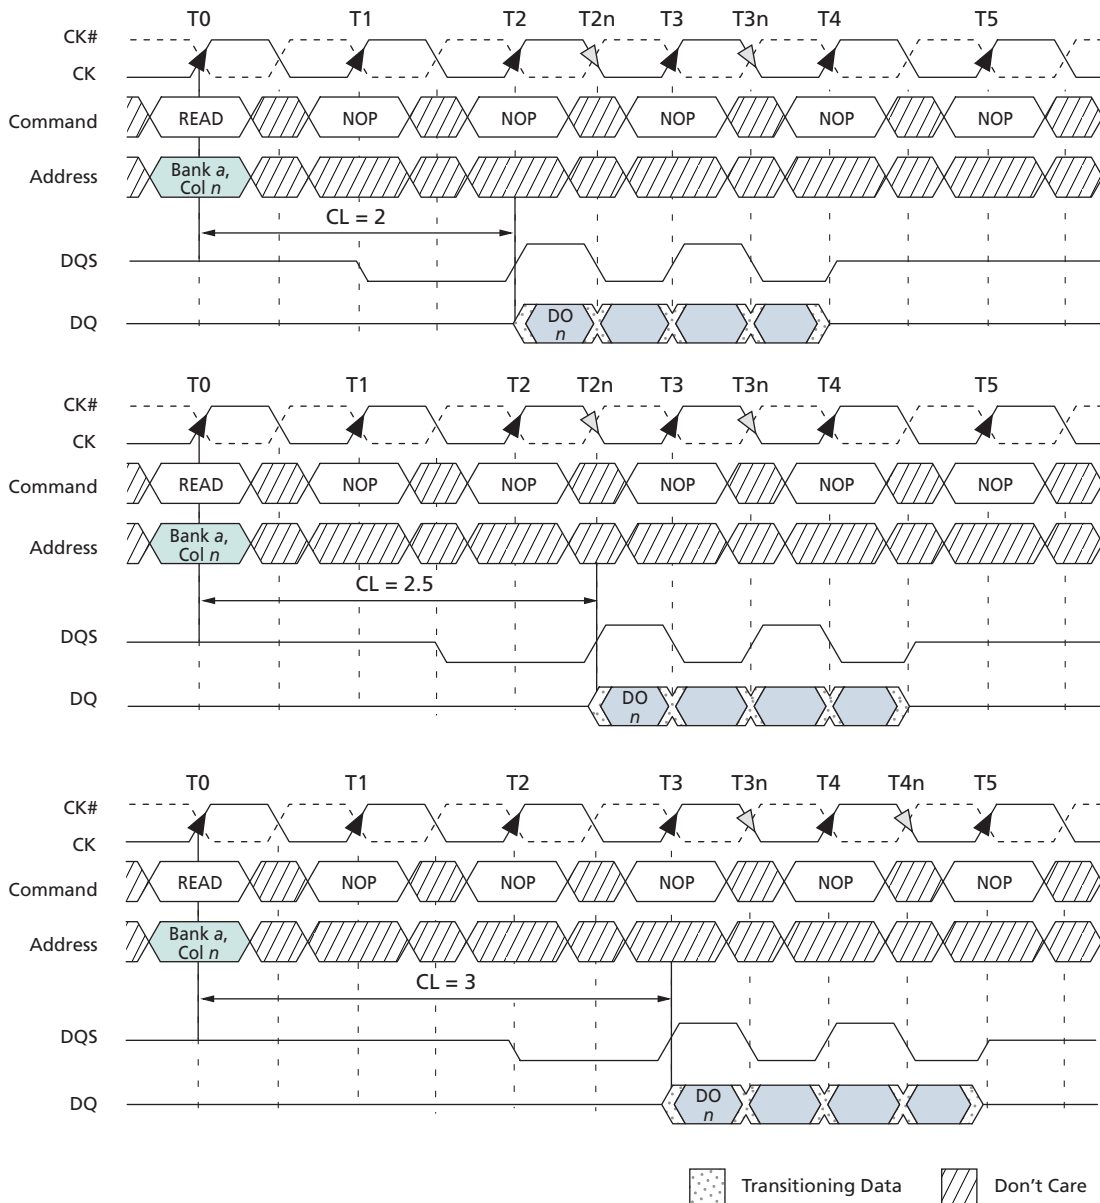 T0 T1 T2 T2n T3 T3n T4 T5
CK#
CK
Command READ NOP NOP NOP NOP NOP
Address Bank a,
Col n
CL = 2
DQS
DQ DO
n
T0 T1 T2 T2n T3 T3n T4 T5
CK#
CK
Command READ NOP NOP NOP NOP NOP
Address Bank a,
Col n
CL = 2.5
DQS
DQ DO
n
T0 T1 T2 T3 T3n T4 T4n T5
CK#
CK
Command READ NOP NOP NOP NOP NOP
Address Bank a,
Col n
CL = 3
DQS
DQ DO
n
Transitioning Data Don't Care